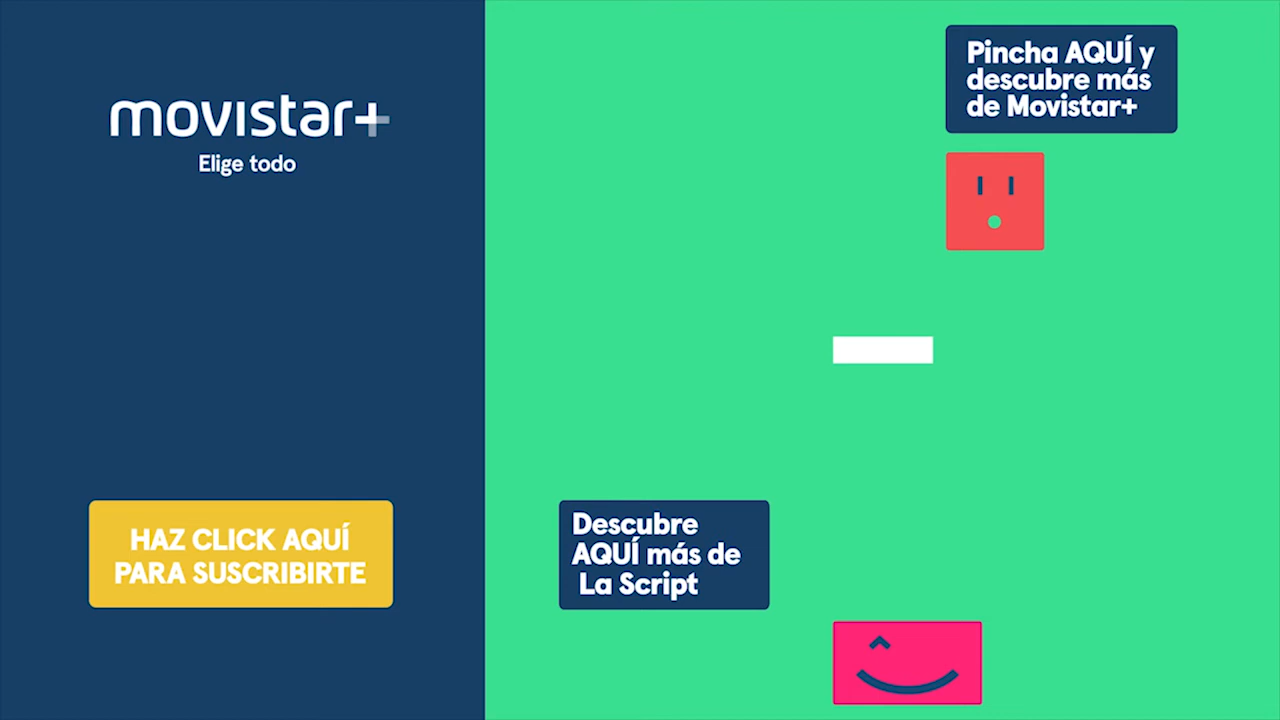 movistar+
Elige todo
HAZ CLICK AQUÍ
PARA SUSCRIBIRTE
Pincha AQUÍ y
descubre más
de Movistar+
Descubre
AQUÍ más de
La Script